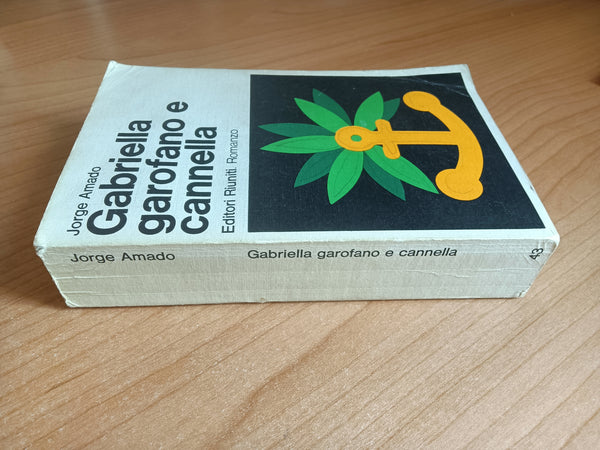 Jorge Amado
Gabriella
garofano e
cannella
Editori Riuniti. Romanzo
Jorge Amado
Gabriella garofano e cannella
43